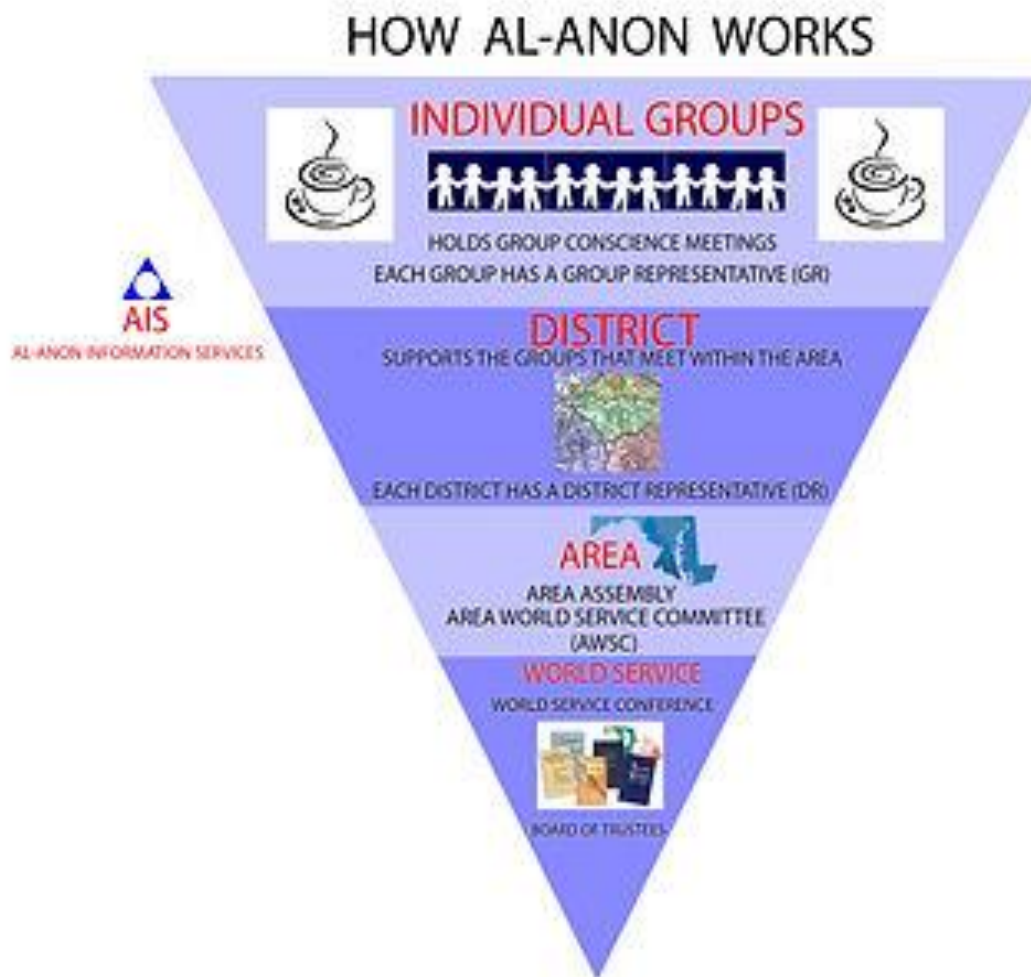 HOW AL-ANON WORKS
INDIVIDUAL GROUPS
HOLDS GROUP CONSCIENCE MEETINGS
EACH GROUP HAS A GROUP REPRESENTATIVE (GR)
AIS
AL-ANON INFORMATION SERVICES
DISTRICT
SUPPORTS THE GROUPS THAT MEET WITHIN THE AREA
EACH DISTRICT HAS A DISTRICT REPRESENTATIVE (DR)
AREA
AREA ASSEMBLY
AREA WORLD SERVICE COMMITTEE
(AWSC)
WORLD SERVICE
WORLD SERVICE CONFERENCE
BOARD OF TRUSTEES